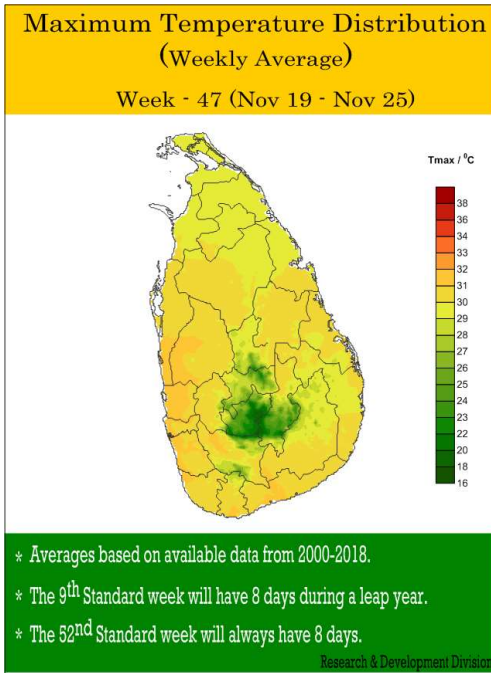 Maximum Temperature Distribution
(Weekly Average)
Week - 47 (Nov 19 - Nov 25)
Tmax / ⁰C
38
36
34
33
32
31
30
29
28
27
26
25
24
23
22
20
18
16
* Averages based on available data from 2000-2018.
* The 9th Standard week will have 8 days during a leap year.
* The 52nd Standard week will always have 8 days.
Research & Development Division